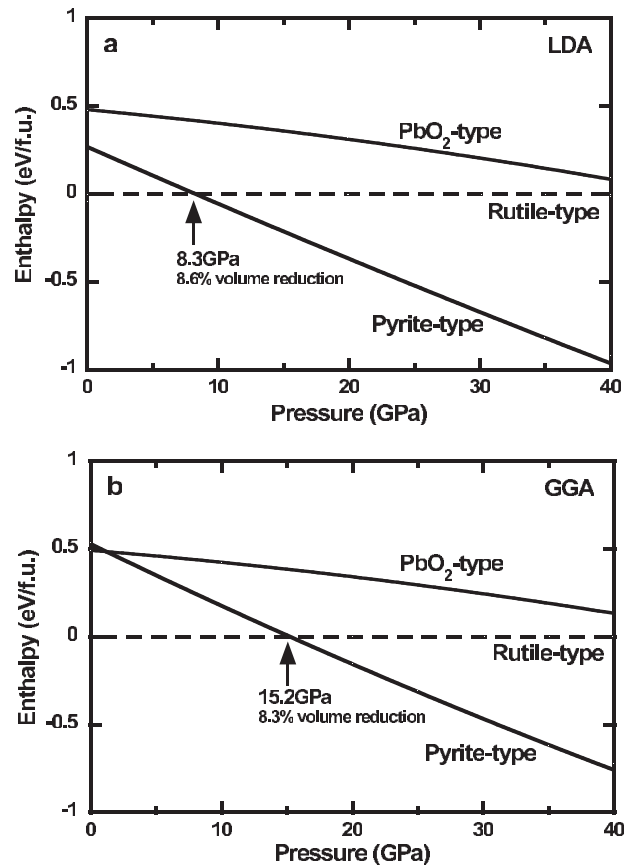 a
LDA
1
0.5
0
-0.5
-1
Enthalpy (eV/f.u.)
PbO₂-type
Rutile-type
8.3GPa
8.6% volume reduction
Pyrite-type
0
10
20
30
40
Pressure (GPa)
b
GGA
1
0.5
0
-0.5
-1
Enthalpy (eV/f.u.)
PbO₂-type
Rutile-type
15.2GPa
8.3% volume reduction
Pyrite-type
0
10
20
30
40
Pressure (GPa)